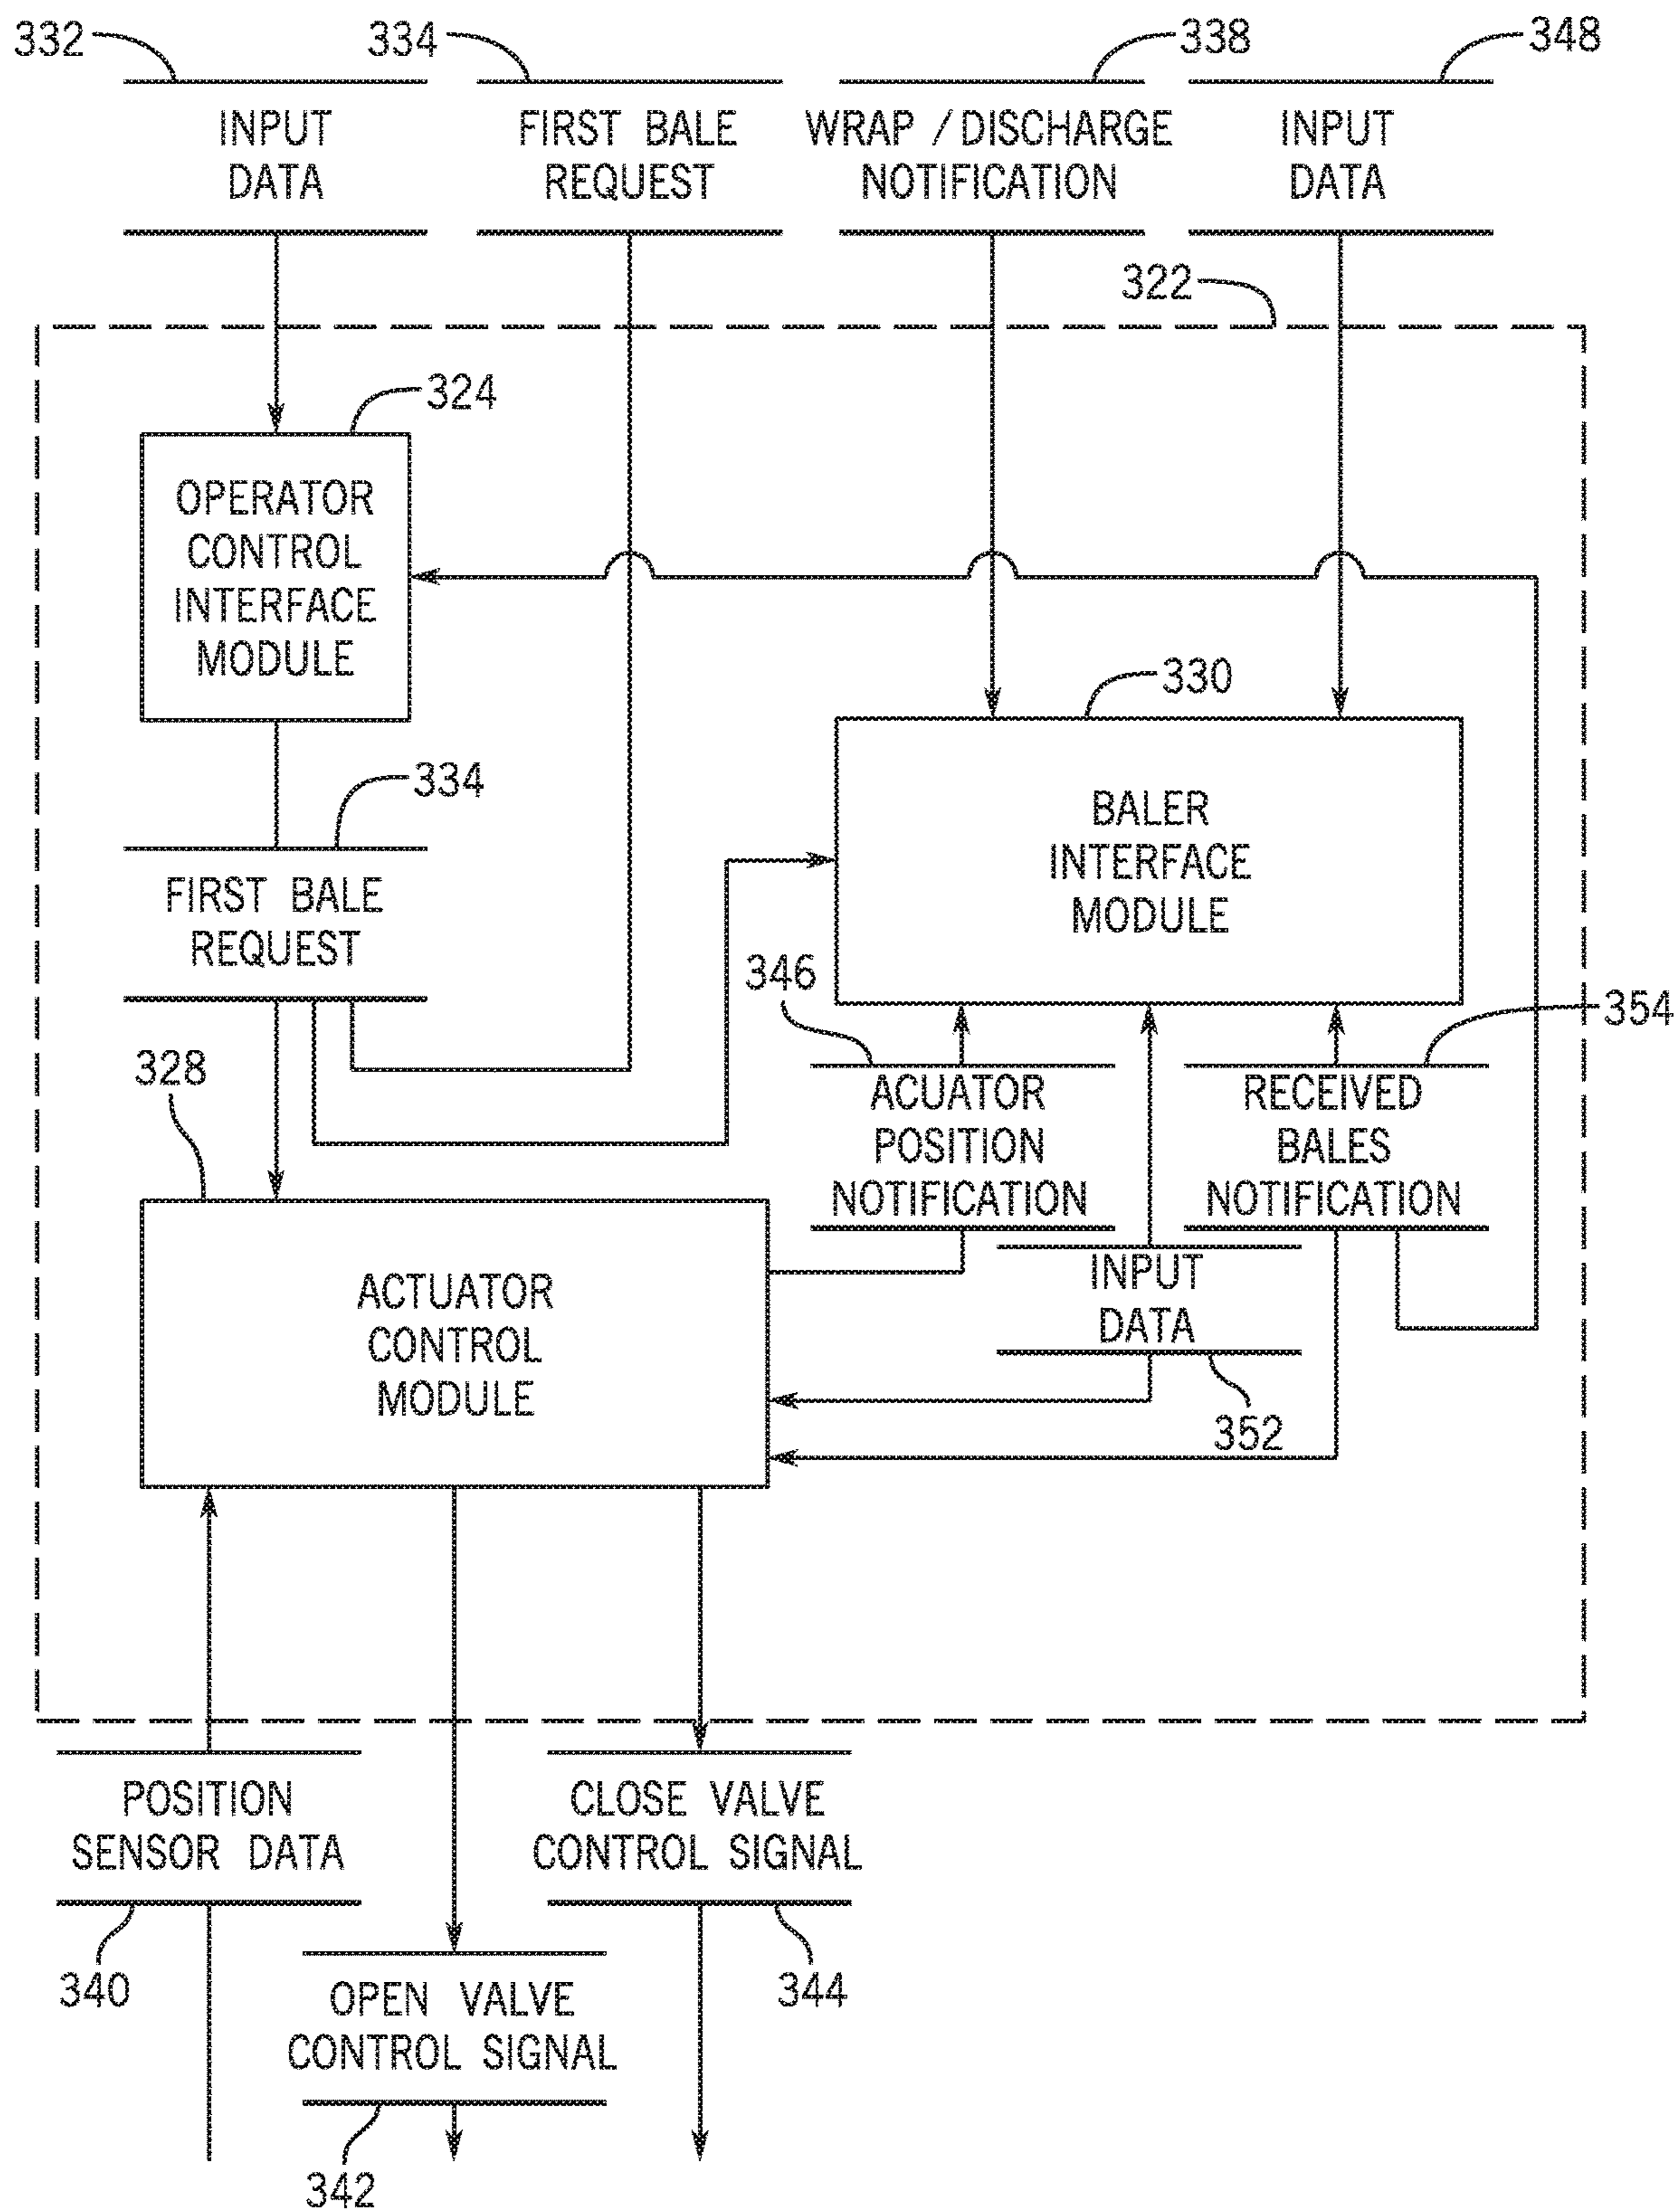 332
334
338
348
INPUT
DATA
FIRST BALE
REQUEST
WRAP / DISCHARGE
NOTIFICATION
INPUT
DATA
322
324
OPERATOR
CONTROL
INTERFACE
MODULE
330
334
BALER
INTERFACE
MODULE
FIRST BALE
REQUEST
346
354
328
ACUATOR
POSITION
NOTIFICATION
RECEIVED
BALES
NOTIFICATION
INPUT
DATA
352
ACTUATOR
CONTROL
MODULE
POSITION
SENSOR DATA
CLOSE VALVE
CONTROL SIGNAL
340
344
OPEN VALVE
CONTROL SIGNAL
342